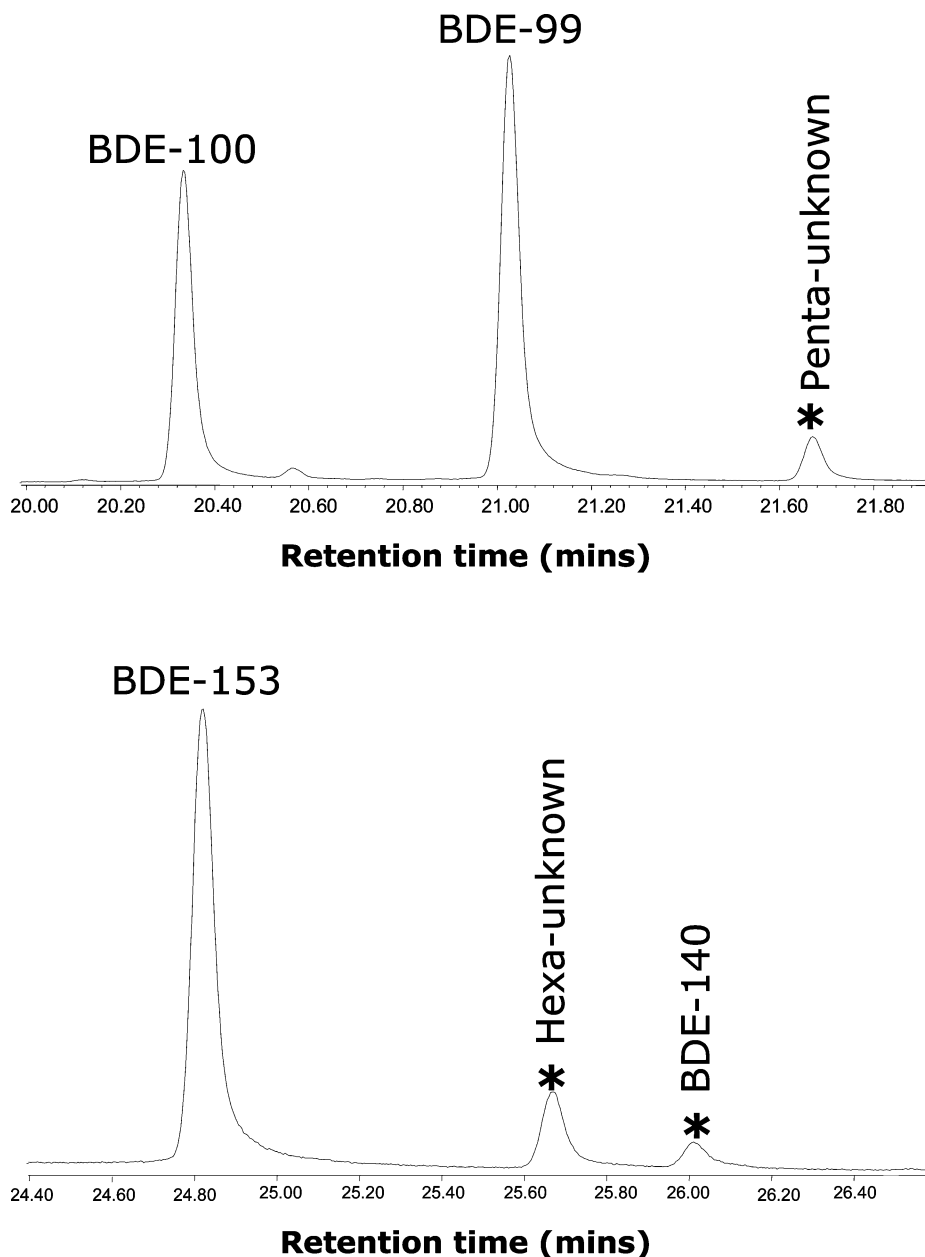 BDE-99
BDE-100
* Penta-unknown
20.00 20.20 20.40 20.60 20.80 21.00 21.20 21.40 21.60 21.80
Retention time (mins)
BDE-153
* Hexa-unknown
* BDE-140
24.40 24.60 24.80 25.00 25.20 25.40 25.60 25.80 26.00 26.20 26.40
Retention time (mins)